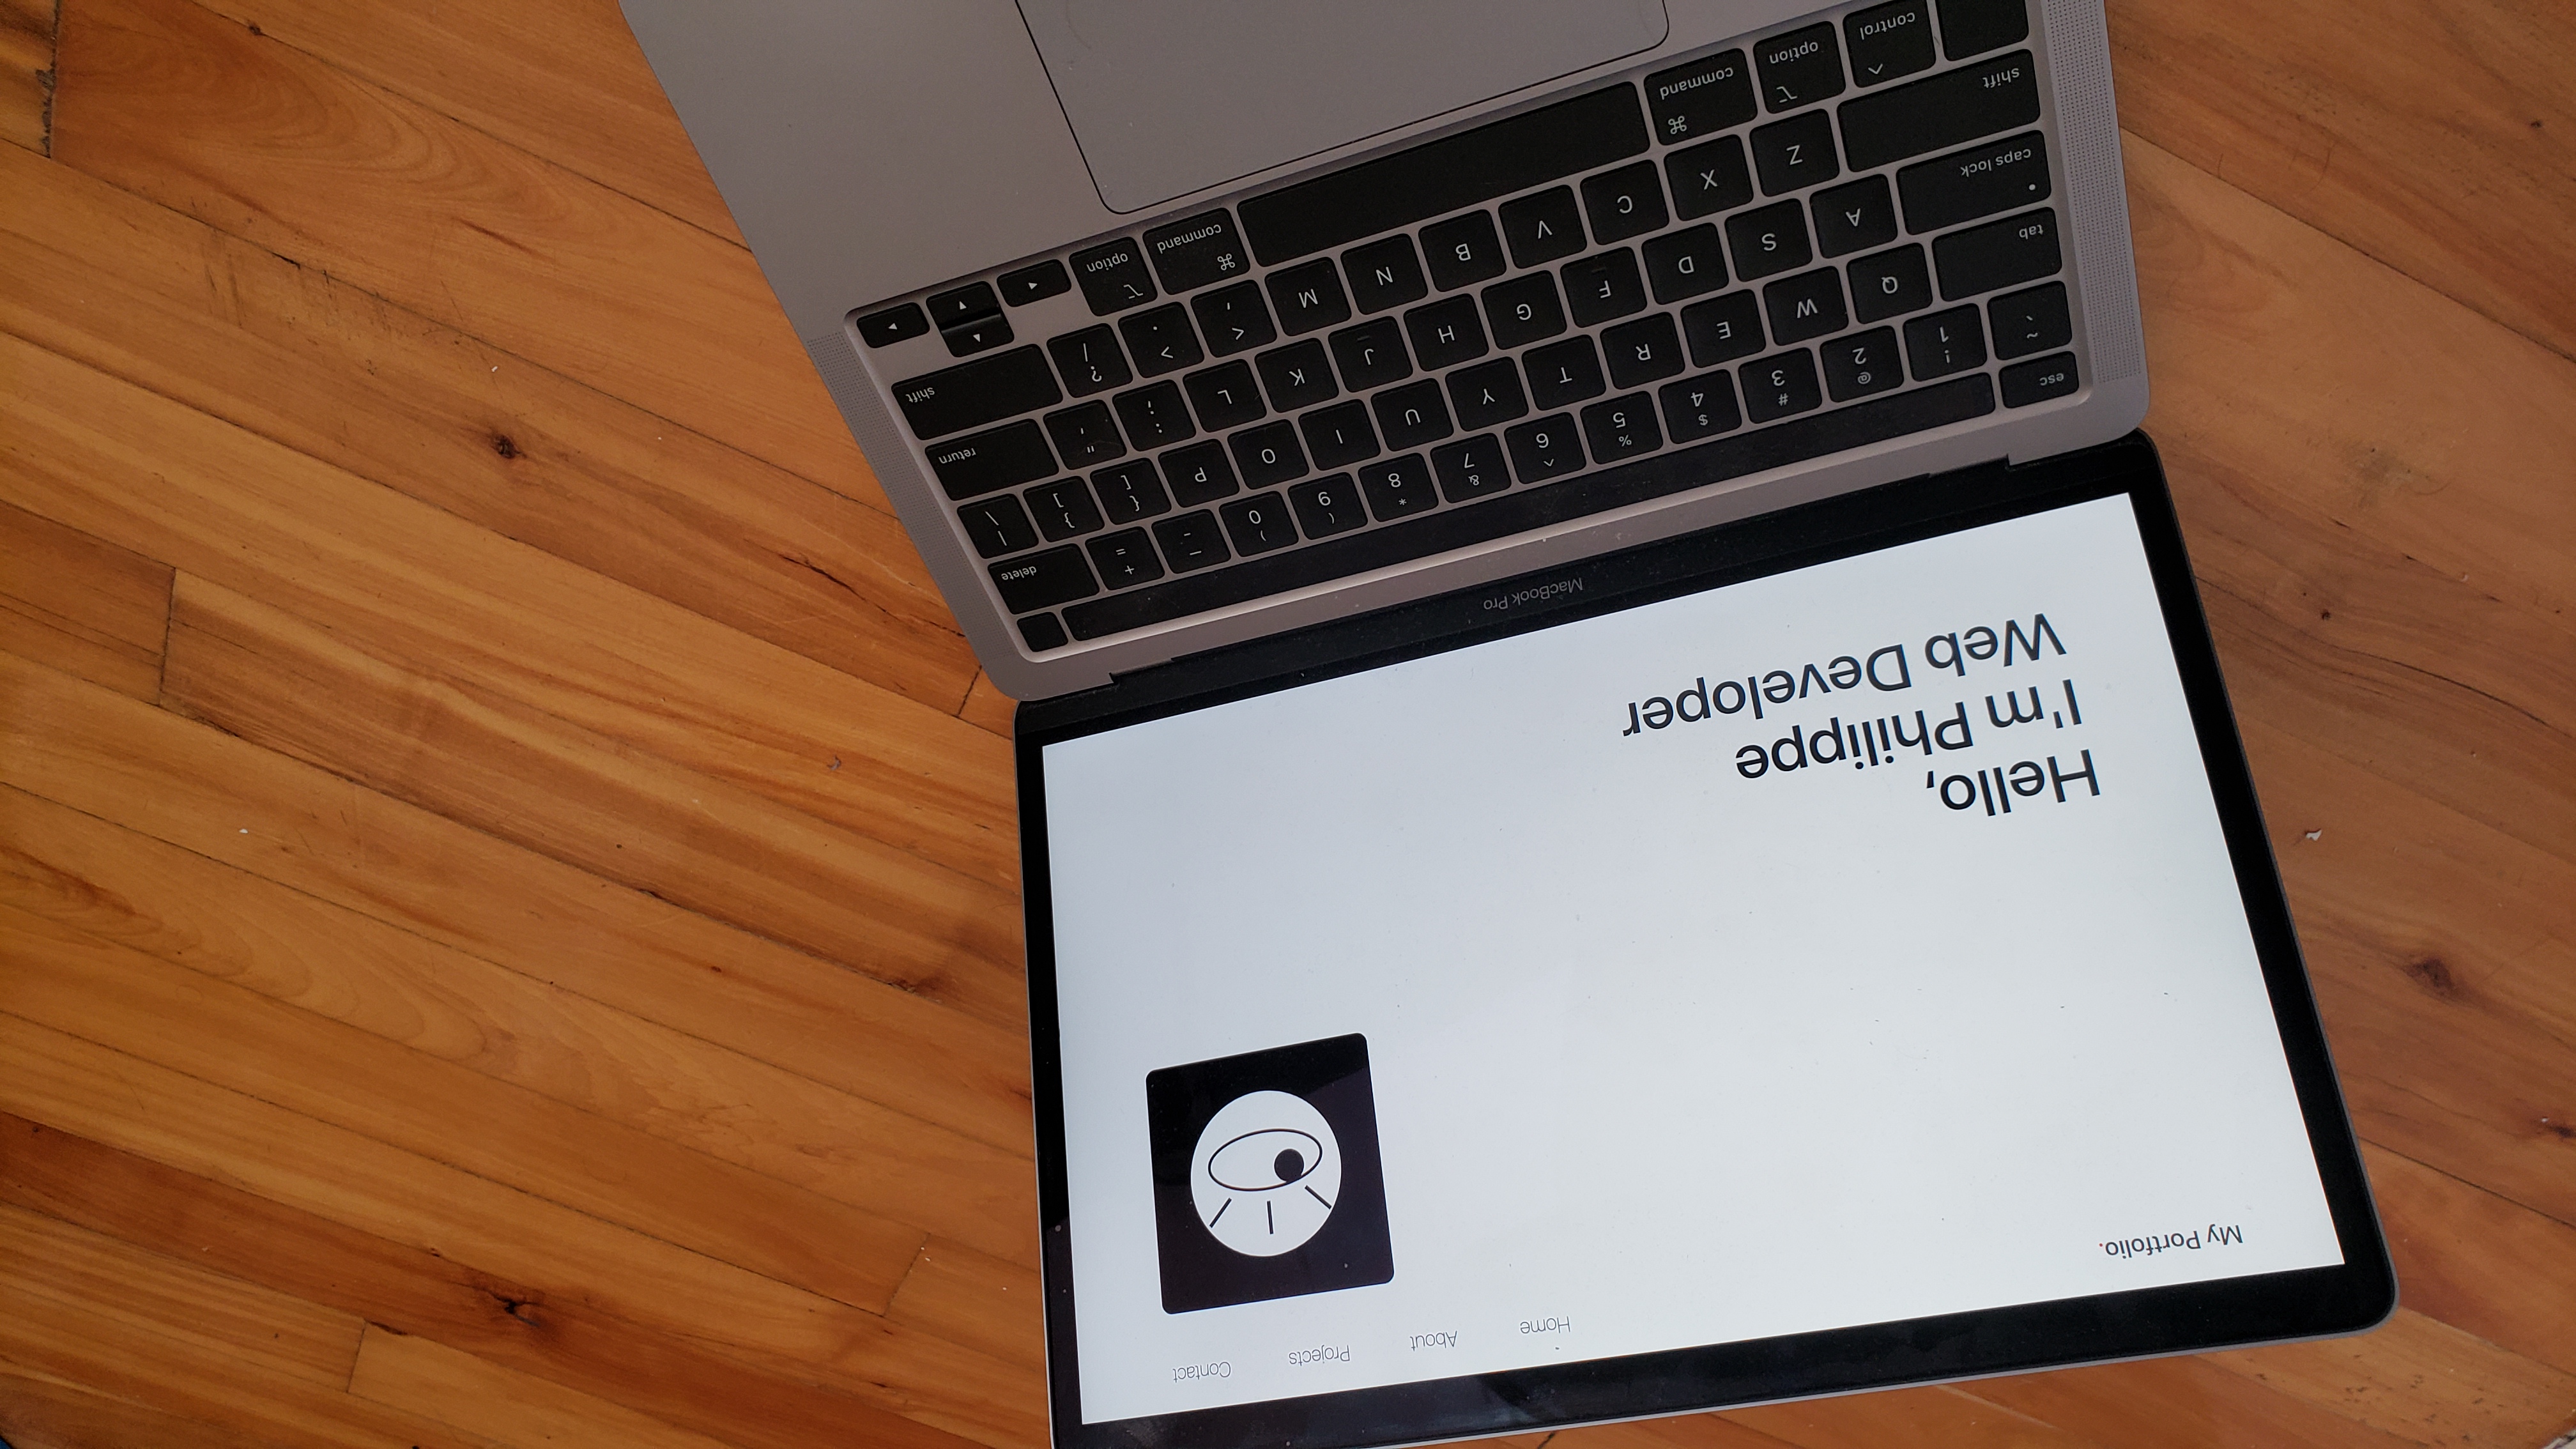 Home About Projects Contact
My Portfolio.
Hello,
I'm Philippe
Web Developer
MacBook Pro
esc
~ ! @ # $ % ^ & * ( ) — +
` 1 2 3 4 5 6 7 8 9 0 - = delete
tab Q W E R T Y U I O P { [ } ] | \
caps lock A S D F G H J K L : ; " ' return
shift Z X C V B N M < , > . ? / shift
control option command command option